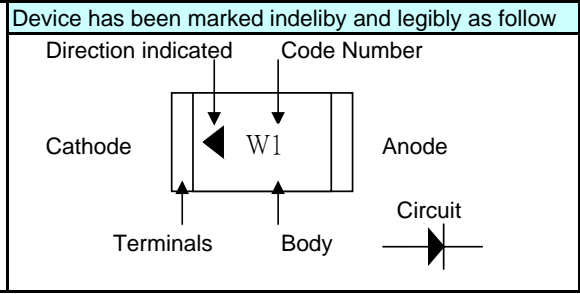 Device has been marked indeliby and legibly as follow
Direction indicated Code Number
Cathode W1 Anode
Circuit
Terminals Body